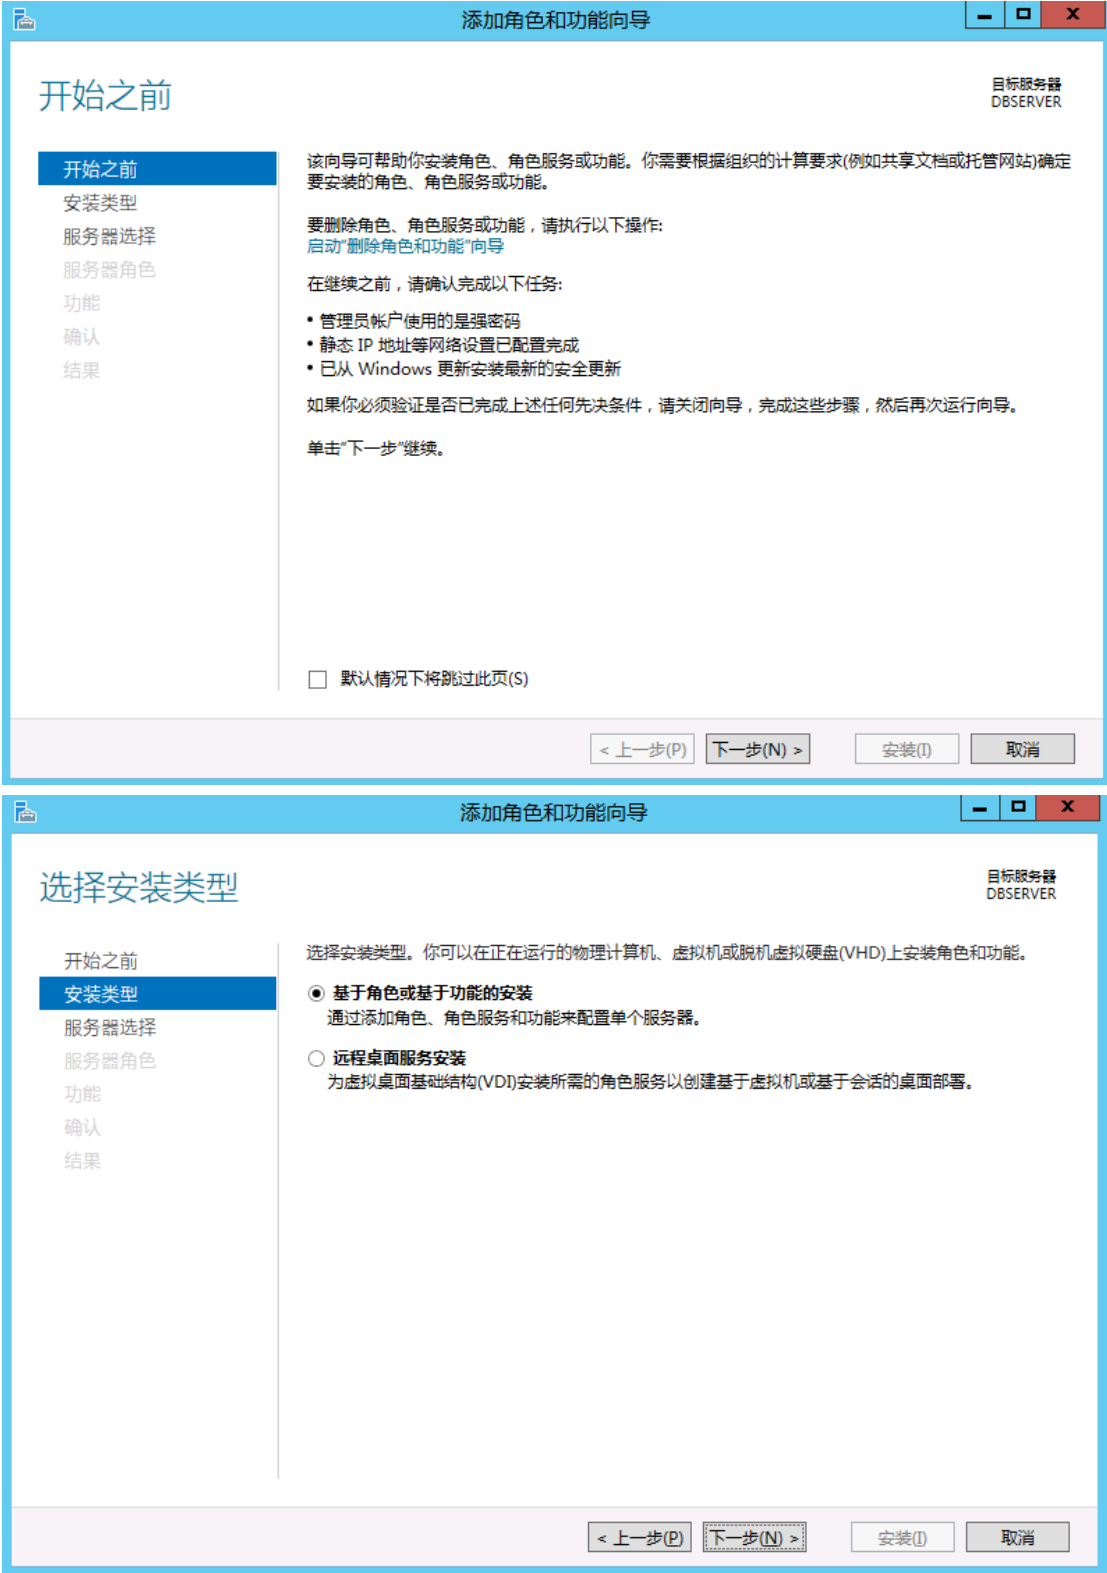 添加角色和功能向导
开始之前
目标服务器
DBSERVER
开始之前
安装类型
服务器选择
服务器角色
功能
确认
结果
该向导可帮助你安装角色、角色服务或功能。你需要根据组织的计算要求(例如共享文档或托管网站)确定
要安装的角色、角色服务或功能。
要删除角色、角色服务或功能，请执行以下操作:
启动"删除角色和功能"向导
在继续之前，请确认完成以下任务:
• 管理员帐户使用的是强密码
• 静态 IP 地址等网络设置已配置完成
• 已从 Windows 更新安装最新的安全更新
如果你必须验证是否已完成上述任何先决条件，请关闭向导，完成这些步骤，然后再次运行向导。
单击"下一步"继续。
默认情况下将跳过此页(S)
< 上一步(P)
下一步(N) >
安装(I)
取消
添加角色和功能向导
选择安装类型
目标服务器
DBSERVER
开始之前
安装类型
服务器选择
服务器角色
功能
确认
结果
选择安装类型。你可以在正在运行的物理计算机、虚拟机或脱机虚拟硬盘(VHD)上安装角色和功能。
基于角色或基于功能的安装
通过添加角色、角色服务和功能来配置单个服务器。
远程桌面服务安装
为虚拟桌面基础结构(VDI)安装所需的角色服务以创建基于虚拟机或基于会话的桌面部署。
< 上一步(P)
下一步(N) >
安装(I)
取消